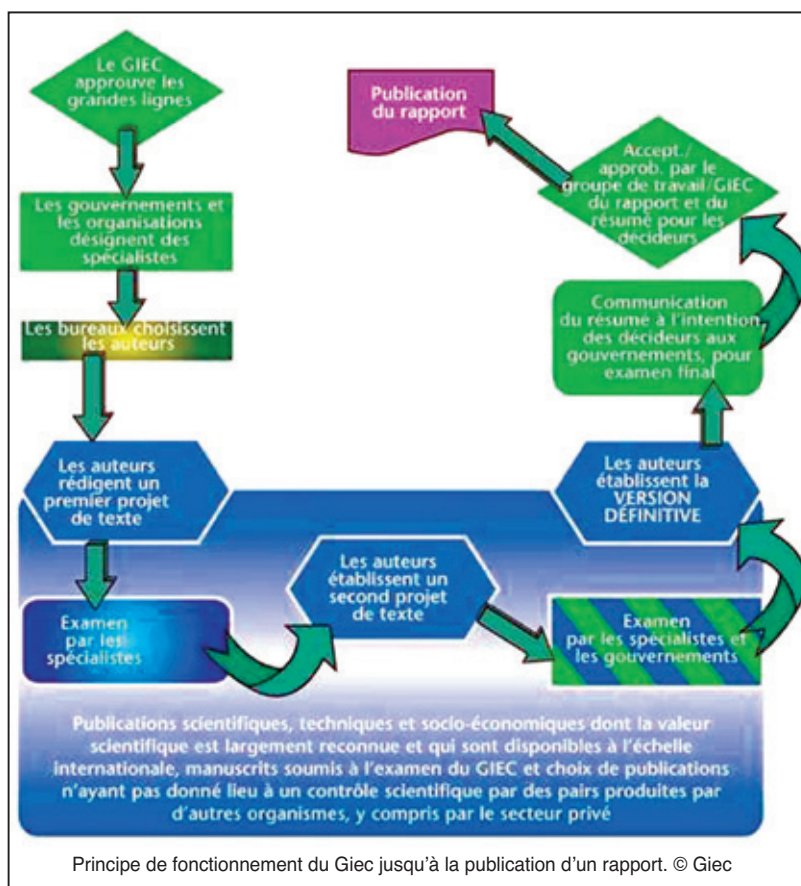 Le GIEC
approuve les
grandes lignes
Les gouvernements et
les organisations
désignent des
spécialistes
Les bureaux choisissent
les auteurs
Les auteurs
rédigent un
premier projet
de texte
Examen
par les
spécialistes
Les auteurs
établissent un
second projet
de texte
Examen
par les spécialistes et
les gouvernements
Les auteurs
établissent la
VERSION
DÉFINITIVE
Communication
du résumé à l'intention
des décideurs aux
gouvernements, pour
examen final
Accept./
approb. par le
groupe de travail/GIEC
du rapport et du
résumé pour les
décideurs
Publication
du rapport
Publications scientifiques, techniques et socio-économiques dont la valeur
scientifique est largement reconnue et qui sont disponibles à l'échelle
internationale, manuscrits soumis à l'examen du GIEC et choix de publications
n'ayant pas donné lieu à un contrôle scientifique par des pairs produites par
d'autres organismes, y compris par le secteur privé
Principe de fonctionnement du Giec jusqu'à la publication d'un rapport. © Giec